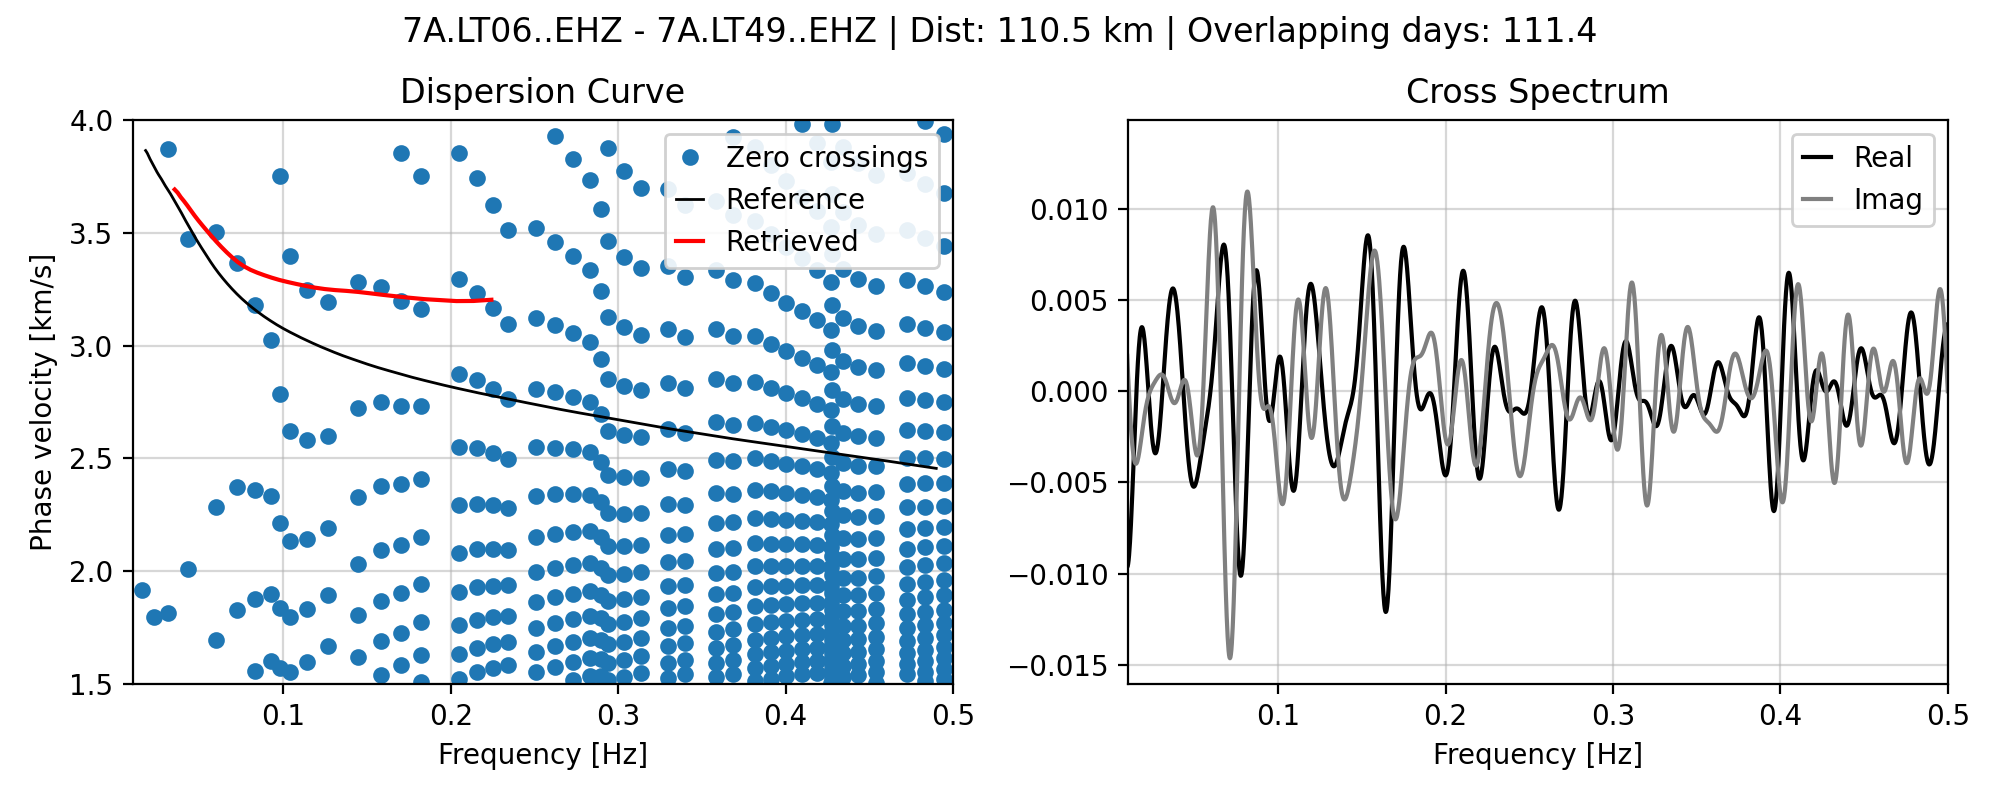 7A.LT06..EHZ - 7A.LT49..EHZ | Dist: 110.5 km | Overlapping days: 111.4
Dispersion Curve
4.0
3.5
3.0
2.5
2.0
1.5
Phase velocity [km/s]
Zero crossings
Reference
Retrieved
0.1
0.2
0.3
0.4
0.5
Frequency [Hz]
Cross Spectrum
0.010
0.005
0.000
−0.005
−0.010
−0.015
Real
Imag
0.1
0.2
0.3
0.4
0.5
Frequency [Hz]